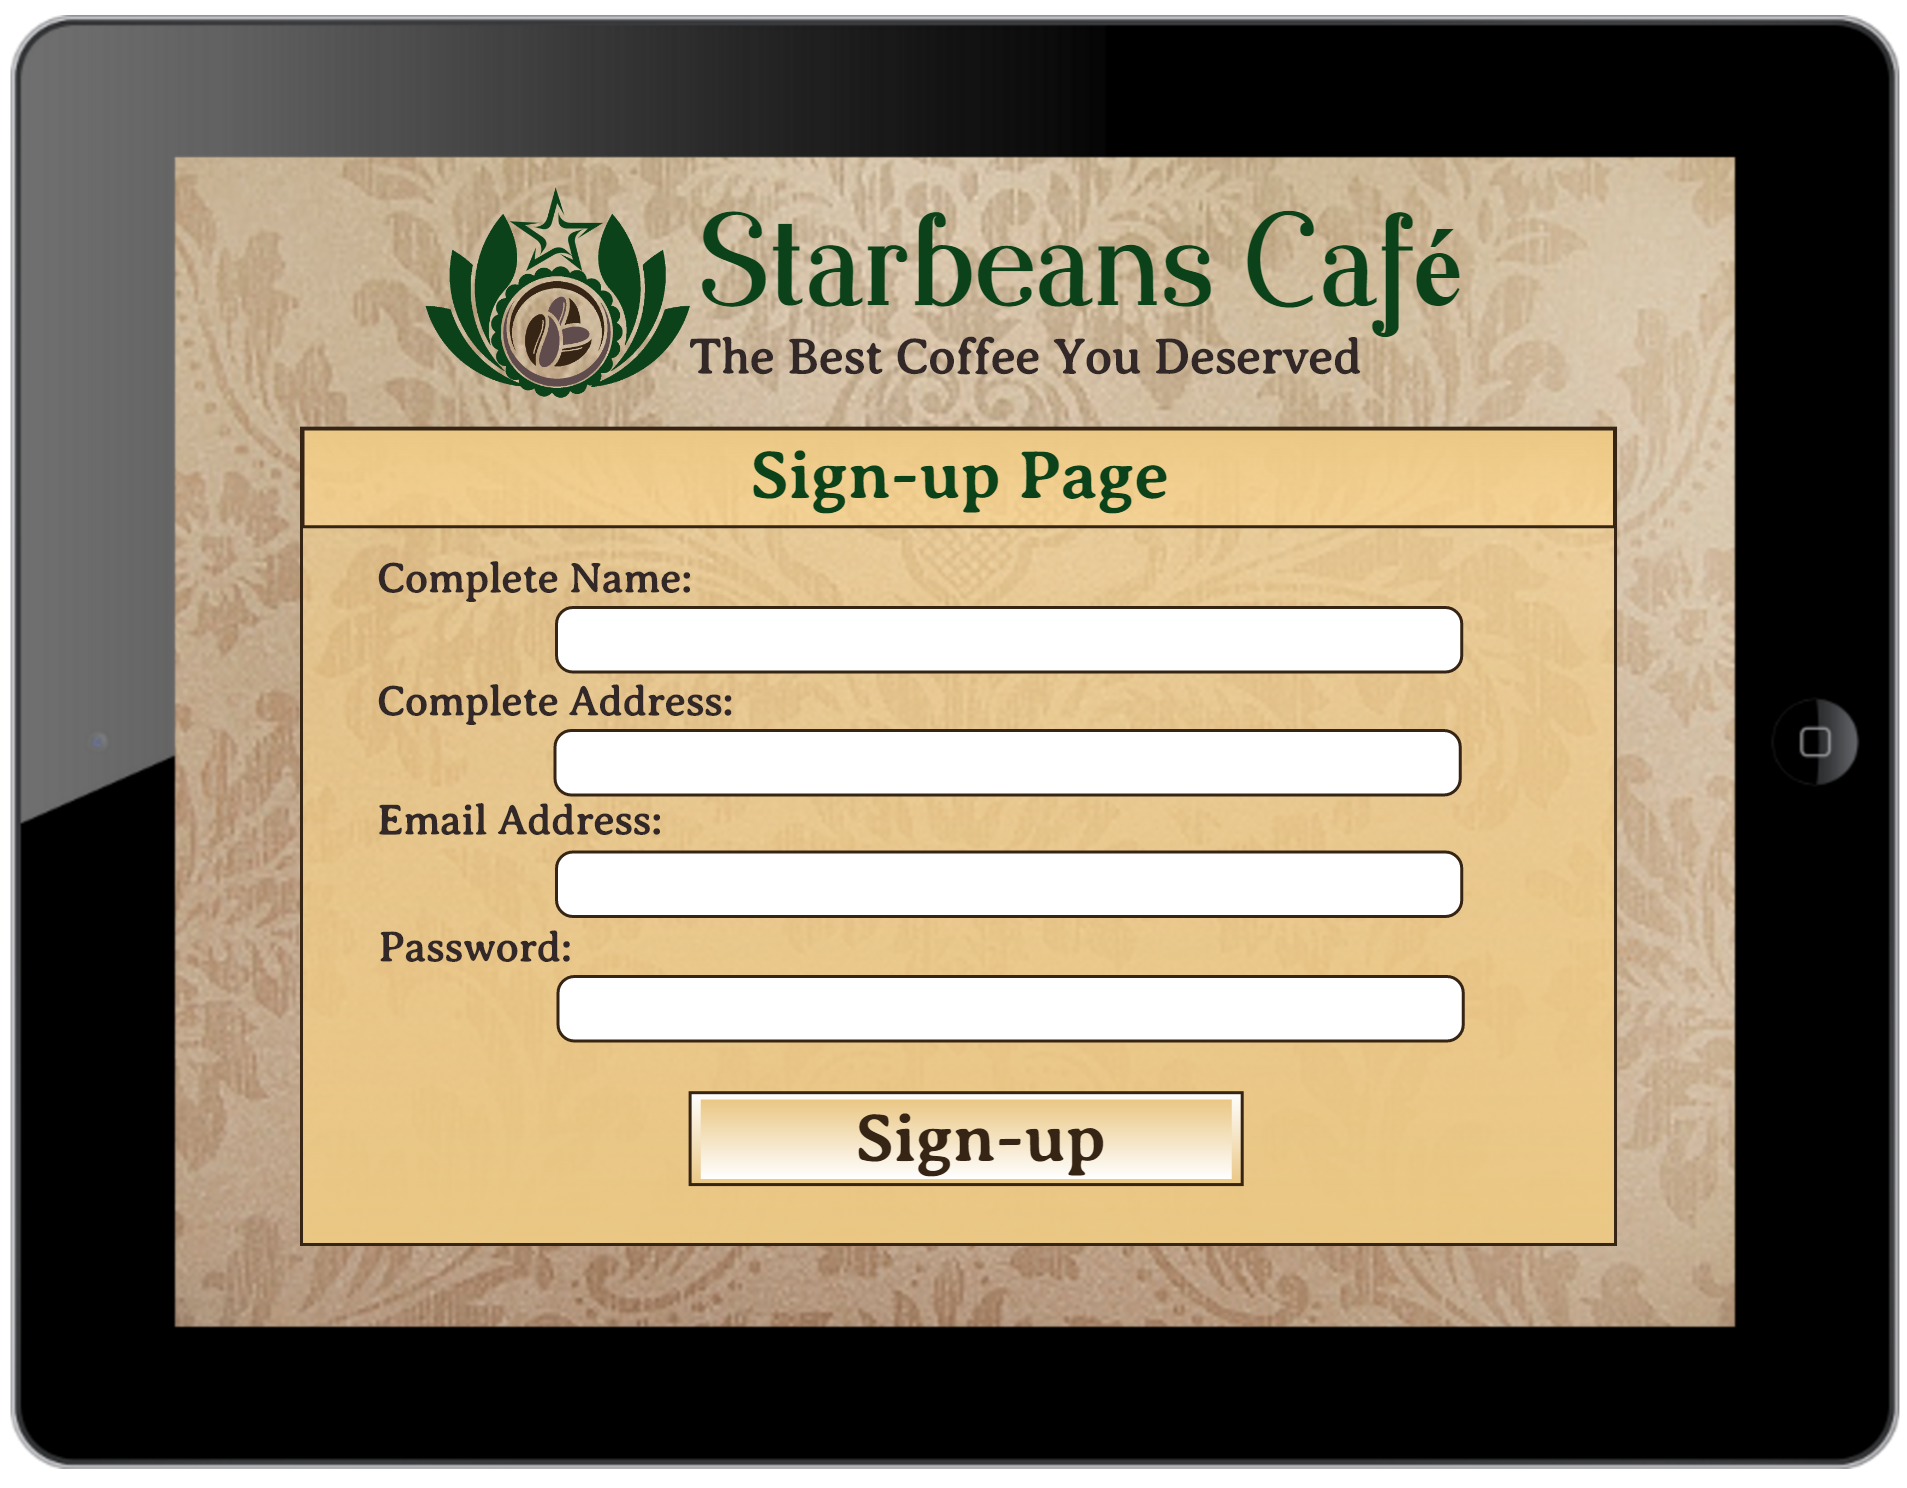 Starbeans Café
The Best Coffee You Deserved
Sign-up Page
Complete Name:
Complete Address:
Email Address:
Password:
Sign-up